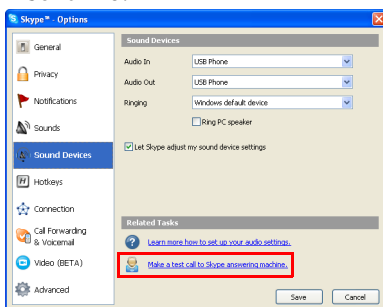 Skype™ - Options
General
Privacy
Notifications
Sounds
Sound Devices
Hotkeys
Connection
Call Forwarding
& Voicemail
Video (BETA)
Advanced
Sound Devices
Audio In
USB Phone
Audio Out
USB Phone
Ringing
Windows default device
Ring PC speaker
Let Skype adjust my sound device settings
Related Tasks
Learn more how to set up your audio settings.
Make a test call to Skype answering machine.
Save
Cancel